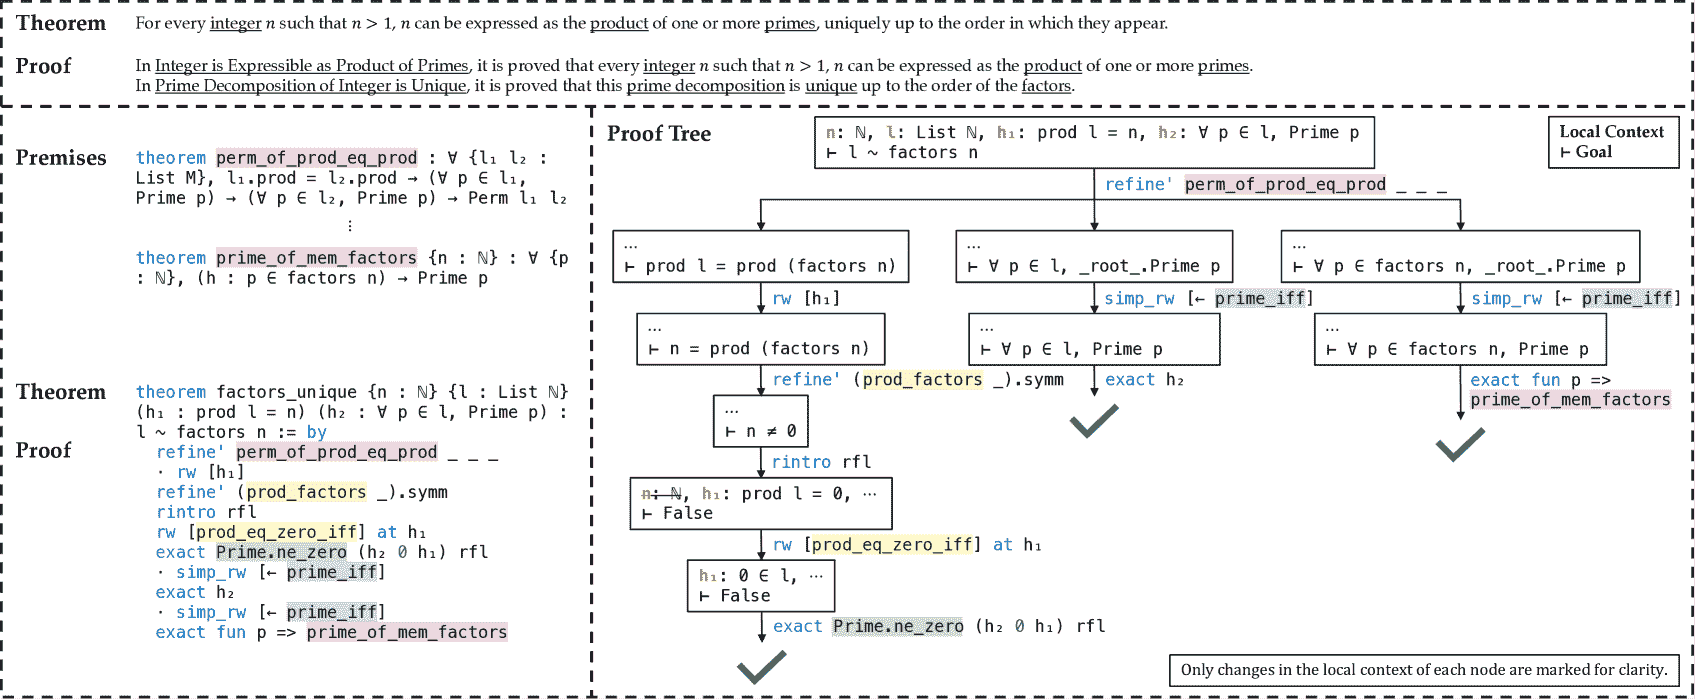 Theorem For every integer n such that n > 1, n can be expressed as the product of one or more primes, uniquely up to the order in which they appear.
Proof In Integer is Expressible as Product of Primes, it is proved that every integer n such that n > 1, n can be expressed as the product of one or more primes.
In Prime Decomposition of Integer is Unique, it is proved that this prime decomposition is unique up to the order of the factors.
Premises theorem perm_of_prod_eq_prod : ∀ {l₁ l₂ :
List M}, l₁.prod = l₂.prod → (∀ p ∈ l₁,
Prime p) → (∀ p ∈ l₂, Prime p) → Perm l₁ l₂
⋮
theorem prime_of_mem_factors {n : ℕ} : ∀ {p
: ℕ}, (h : p ∈ factors n) → Prime p
Theorem theorem factors_unique {n : ℕ} {l : List ℕ}
(h₁ : prod l = n) (h₂ : ∀ p ∈ l, Prime p) :
l ~ factors n := by
Proof refine' perm_of_prod_eq_prod _ _ _
· rw [h₁]
refine' (prod_factors _).symm
rintro rfl
rw [prod_eq_zero_iff] at h₁
exact Prime.ne_zero (h₂ 0 h₁) rfl
· simp_rw [← prime_iff]
exact h₂
· simp_rw [← prime_iff]
exact fun p => prime_of_mem_factors
Proof Tree
n: ℕ, l: List ℕ, h₁: prod l = n, h₂: ∀ p ∈ l, Prime p
⊢ l ~ factors n
Local Context
⊢ Goal
refine' perm_of_prod_eq_prod _ _ _
…
⊢ prod l = prod (factors n)
rw [h₁]
…
⊢ n = prod (factors n)
refine' (prod_factors _).symm
…
⊢ n ≠ 0
rintro rfl
n: ℕ, h₁: prod l = 0, …
⊢ False
rw [prod_eq_zero_iff] at h₁
h₁: 0 ∈ l, …
⊢ False
exact Prime.ne_zero (h₂ 0 h₁) rfl
…
⊢ ∀ p ∈ l, _root_.Prime p
simp_rw [← prime_iff]
…
⊢ ∀ p ∈ l, Prime p
exact h₂
…
⊢ ∀ p ∈ factors n, _root_.Prime p
simp_rw [← prime_iff]
…
⊢ ∀ p ∈ factors n, Prime p
exact fun p =>
prime_of_mem_factors
Only changes in the local context of each node are marked for clarity.